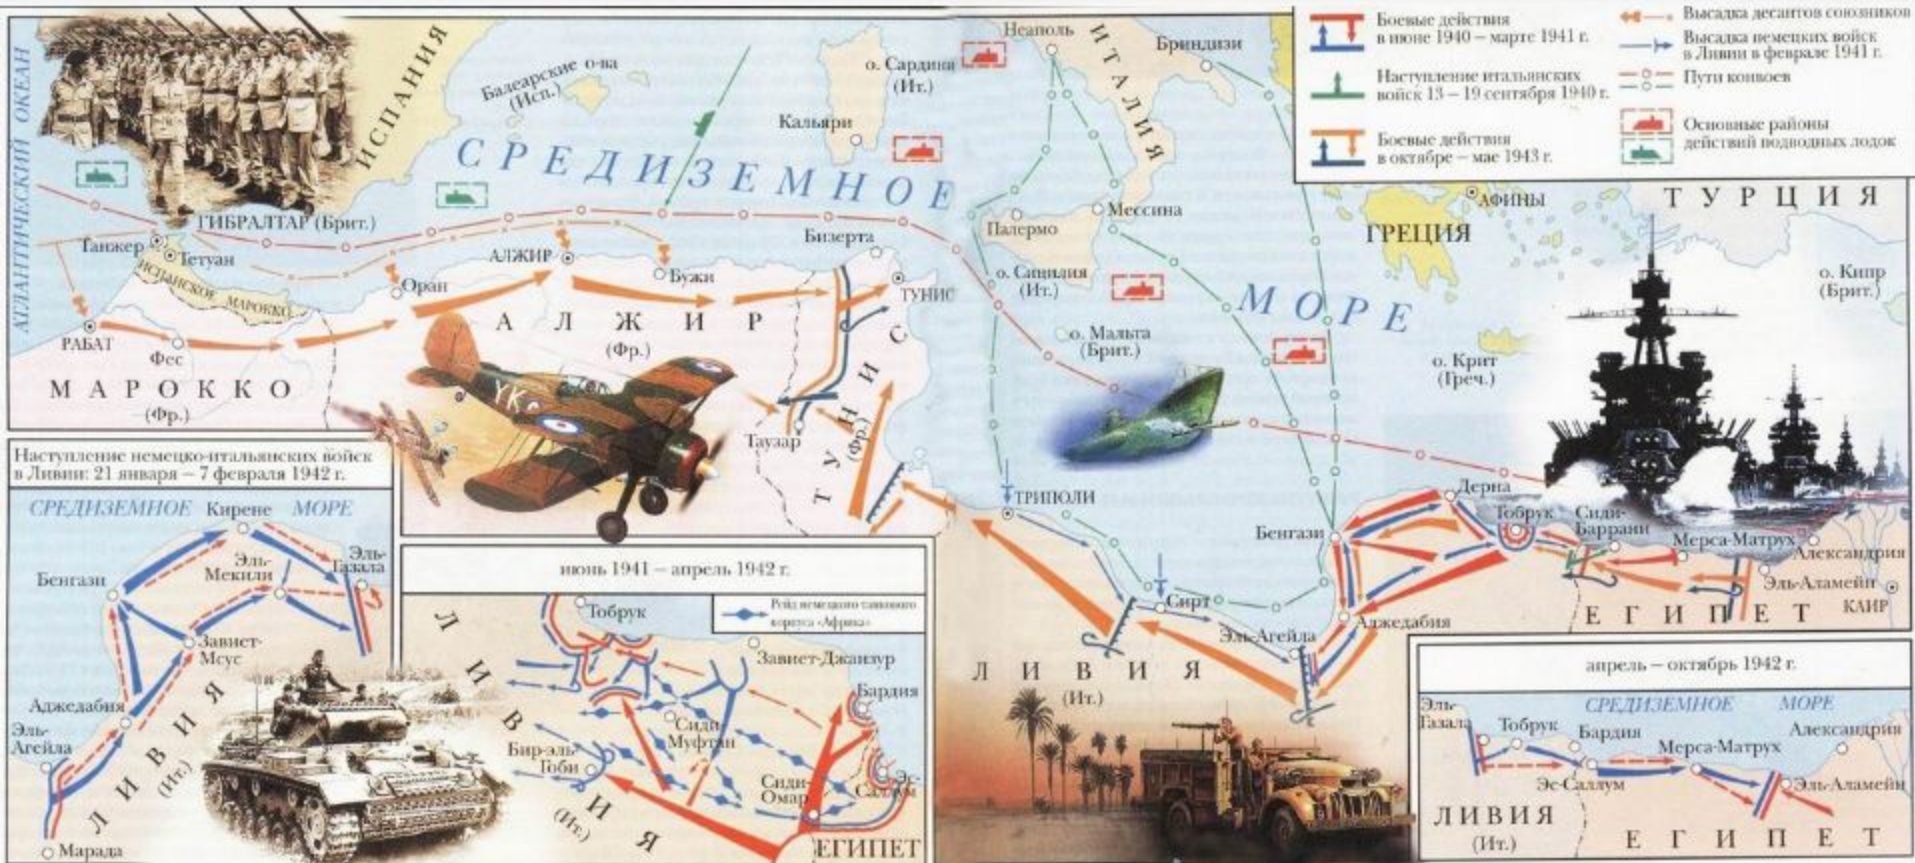 АТЛАНТИЧЕСКИЙ ОКЕАН
ИСПАНИЯ
Балеарские о-ва
(Исп.)
о. Сардиния
(Ит.)
Кальяри
СРЕДИЗЕМНОЕ
МОРЕ
Неаполь
ИТАЛИЯ
Бриндизи
Боевые действия
в июне 1940 – марте 1941 г.
Наступление итальянских
войск 13 – 19 сентября 1940 г.
Боевые действия
в октябре – мае 1943 г.
Высадка десантов союзников
Высадка немецких войск
в Ливии в феврале 1941 г.
Пути конвоев
Основные районы
действий подводных лодок
ГИБРАЛТАР (Брит.)
Танжер
Тетуан
ИСПАНСКОЕ МАРОККО
РАБАТ
Фес
МАРОККО
(Фр.)
Оран
АЛЖИР
Бужи
Бизерта
ТУНИС
АЛЖИР
(Фр.)
YK
Таузар
ТУНИС
(Фр.)
Палермо
Мессина
о. Сицилия
(Ит.)
о. Мальта
(Брит.)
АФИНЫ
ГРЕЦИЯ
ТУРЦИЯ
о. Кипр
(Брит.)
о. Крит
(Греч.)
ТРИПОЛИ
Сирт
Эль-Агейла
Бенгази
Аджедабия
Дерна
Тобрук
Сиди-
Баррани
Мерса-Матрух
Александрия
Эль-Аламейн
КАИР
ЕГИПЕТ
ЛИВИЯ
(Ит.)
Наступление немецко-итальянских войск
в Ливии: 21 января – 7 февраля 1942 г.
СРЕДИЗЕМНОЕ МОРЕ
Кирене
Бенгази
Эль-
Мекили
Эль-
Газала
Завиет-
Мсус
Аджедабия
Эль-
Агейла
Марада
ЛИВИЯ
(Ит.)
июнь 1941 – апрель 1942 г.
Рейд немецкого танкового
корпуса «Африка»
Тобрук
Завиет-Джанзур
Бардия
Сиди-
Муфтан
Бир-эль-
Гоби
Сиди-
Омар
Эс-
Саллум
ЛИВИЯ
(Ит.)
ЕГИПЕТ
апрель – октябрь 1942 г.
СРЕДИЗЕМНОЕ МОРЕ
Эль-
Газала
Тобрук
Бардия
Мерса-Матрух
Александрия
Эс-Саллум
Эль-Аламейн
ЛИВИЯ
(Ит.)
ЕГИПЕТ